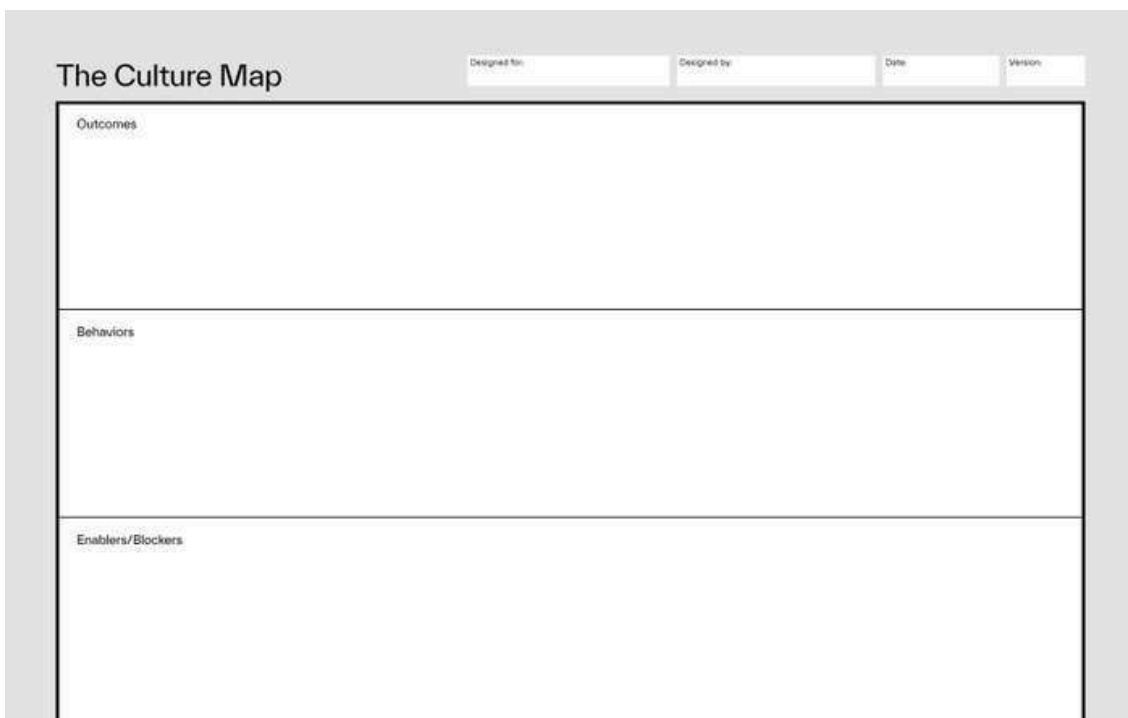 The Culture Map
Designed for:
Designed by:
Date:
Version:
Outcomes
Behaviors
Enablers/Blockers